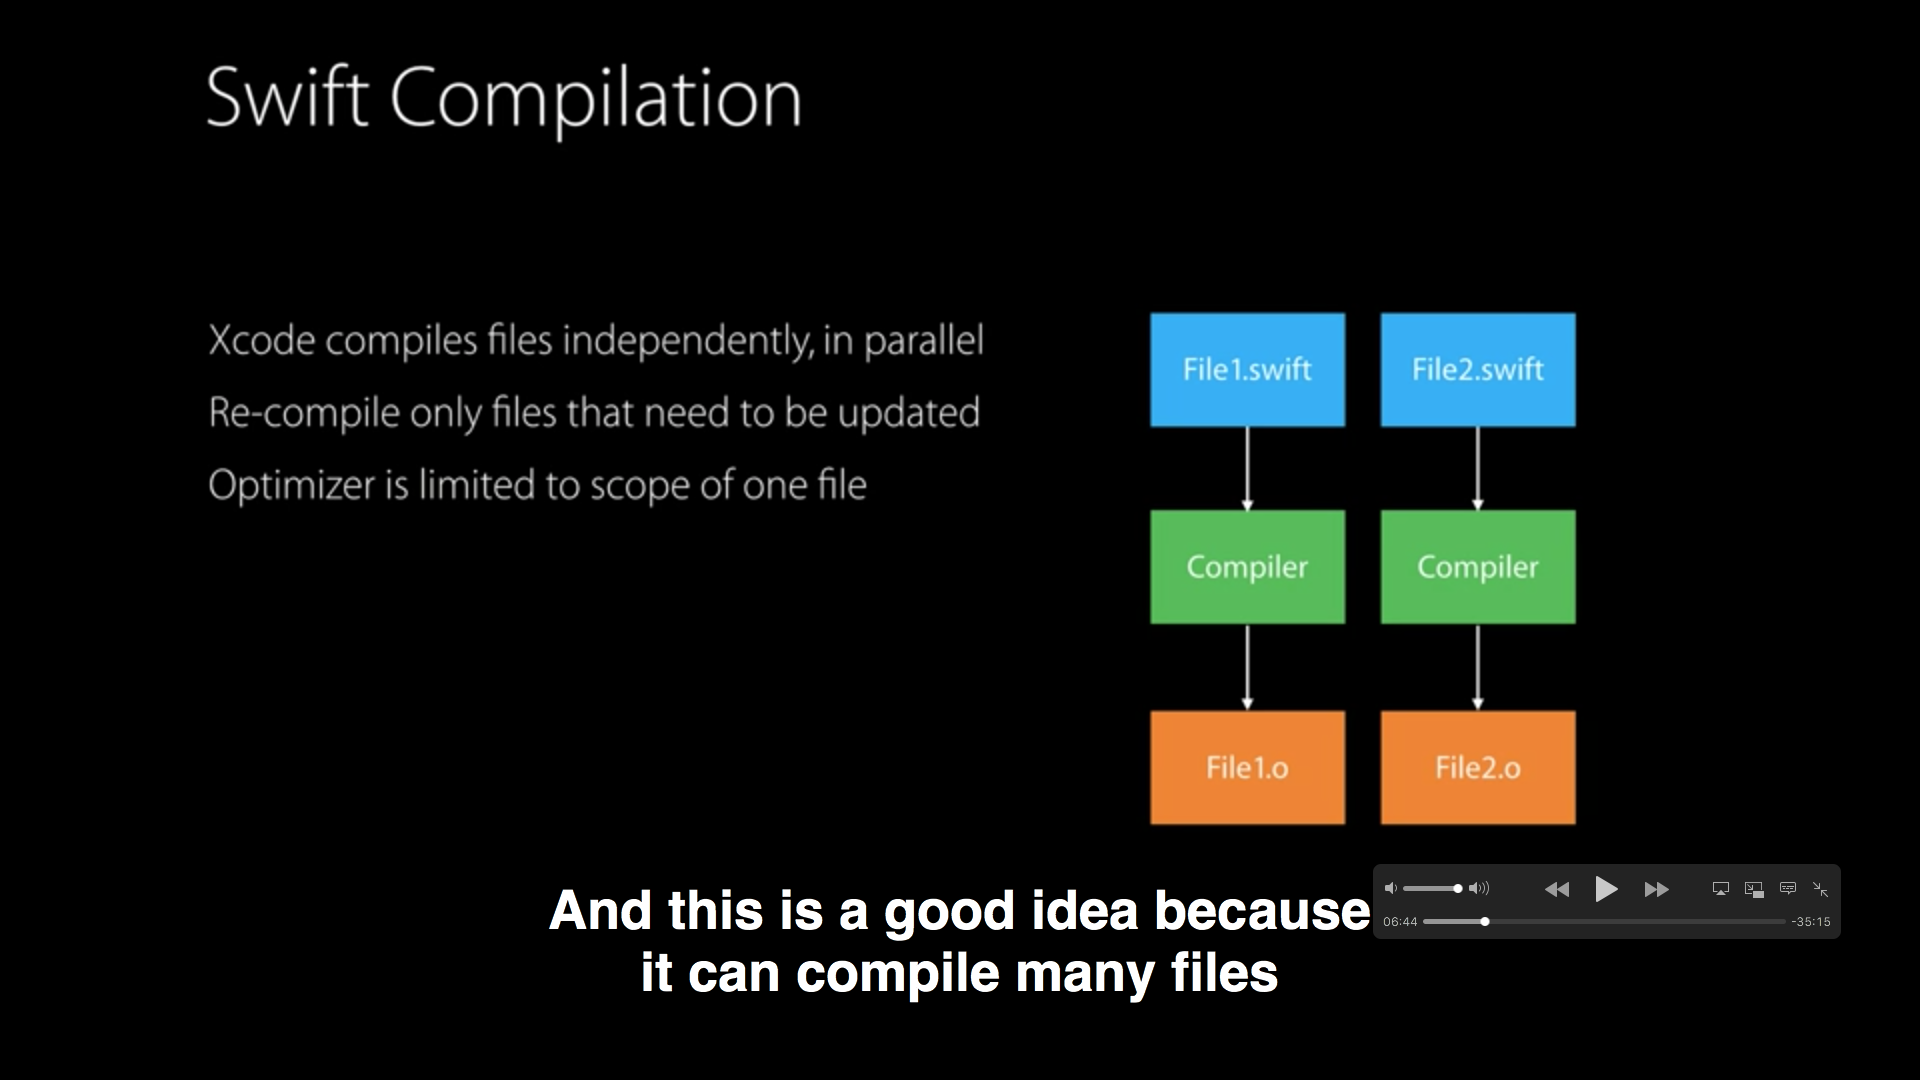 Swift Compilation
Xcode compiles files independently, in parallel
Re-compile only files that need to be updated
Optimizer is limited to scope of one file
File1.swift
File2.swift
Compiler
Compiler
File1.o
File2.o
And this is a good idea because
it can compile many files
06:44
-35:15